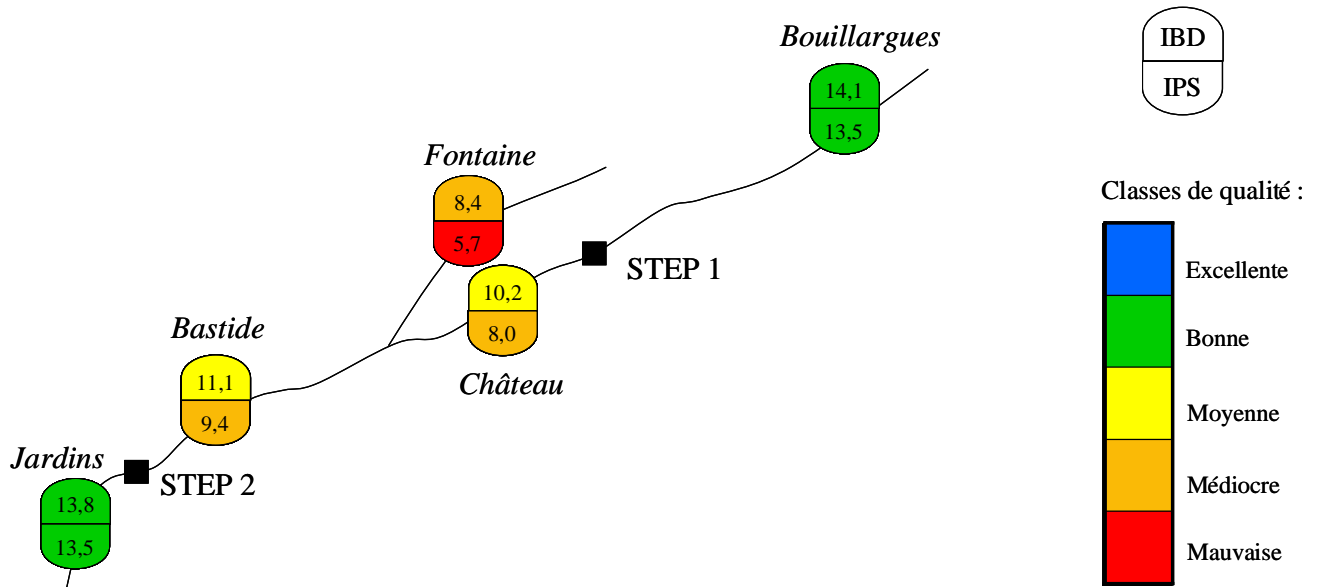 Bouillargues
14,1
13,5
IBD
IPS
Fontaine
8,4
5,7
Classes de qualité :
STEP 1
10,2
8,0
Château
Excellente
Bonne
Moyenne
Médiocre
Mauvaise
Bastide
11,1
9,4
Jardins
STEP 2
13,8
13,5